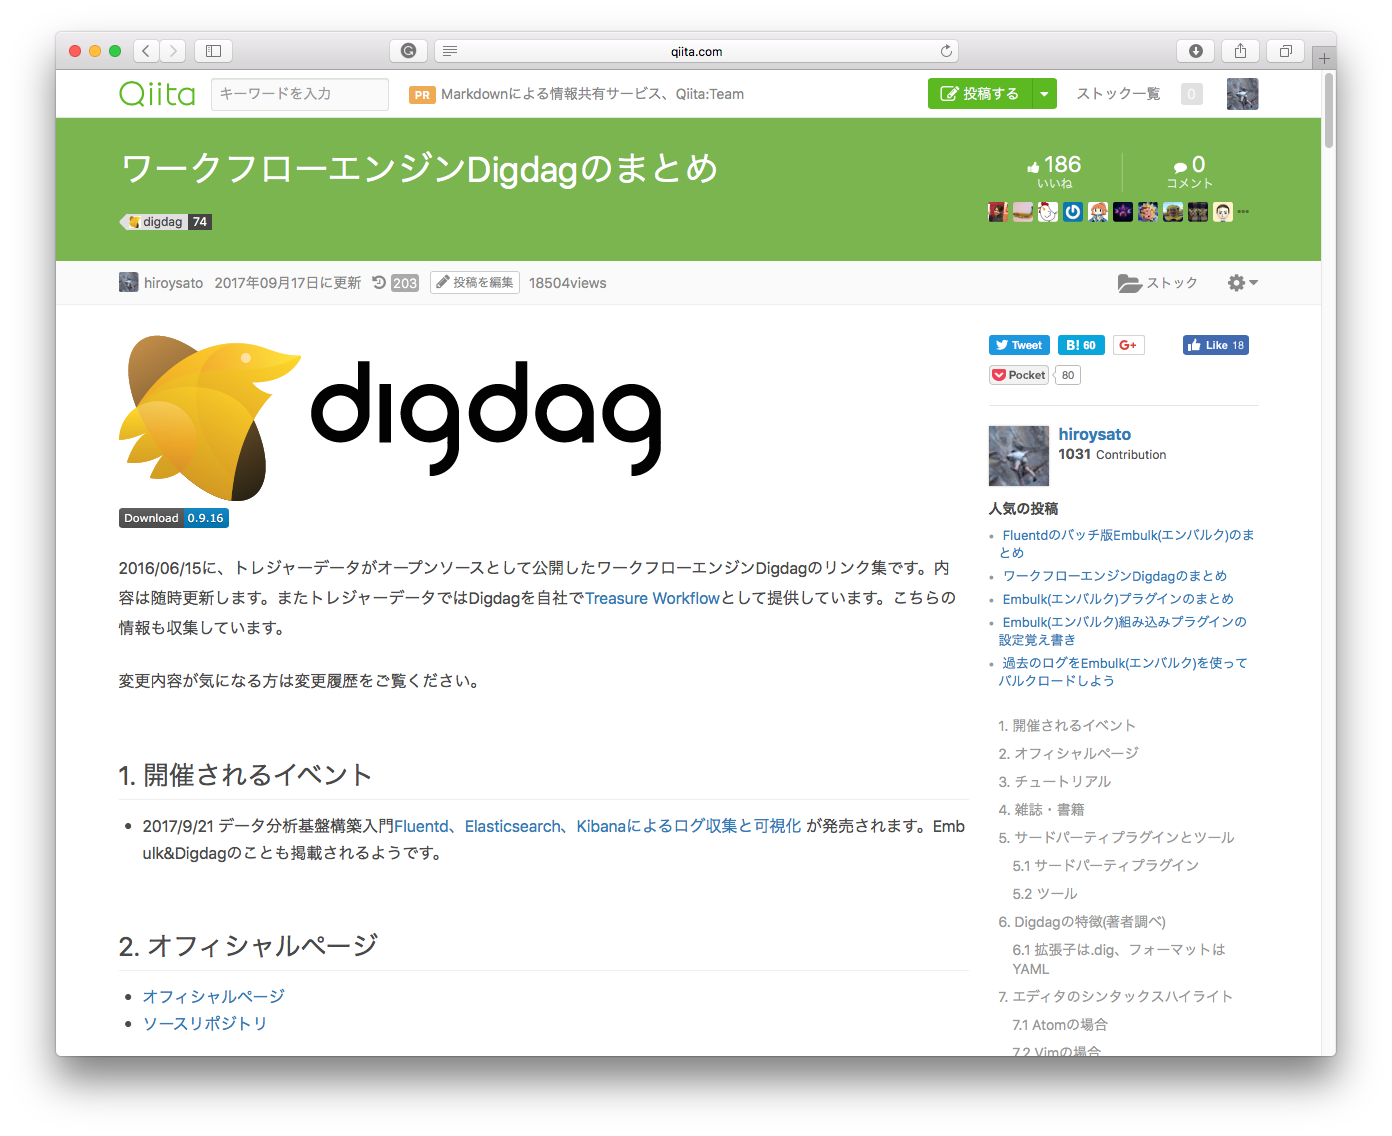 qiita.com
Qiita
キーワードを入力
PR Markdownによる情報共有サービス、Qiita:Team
投稿する
ストック一覧
0
ワークフローエンジンDigdagのまとめ
186
いいね
0
コメント
digdag 74
hiroysato 2017年09月17日に更新 203 投稿を編集 18504views
ストック
digdag
Download 0.9.16
2016/06/15に、トレジャーデータがオープンソースとして公開したワークフローエンジンDigdagのリンク集です。内
容は随時更新します。またトレジャーデータではDigdagを自社でTreasure Workflowとして提供しています。こちらの
情報も収集しています。
変更内容が気になる方は変更履歴をご覧ください。
1. 開催されるイベント
• 2017/9/21 データ分析基盤構築入門Fluentd、Elasticsearch、Kibanaによるログ収集と可視化 が発売されます。Emb
ulk&Digdagのことも掲載されるようです。
2. オフィシャルページ
• オフィシャルページ
• ソースリポジトリ
Tweet
B! 60
G+
Like 18
Pocket 80
hiroysato
1031 Contribution
人気の投稿
• Fluentdのバッチ版Embulk(エンバルク)のま
とめ
• ワークフローエンジンDigdagのまとめ
• Embulk(エンバルク)プラグインのまとめ
• Embulk(エンバルク)組み込みプラグインの
設定覚え書き
• 過去のログをEmbulk(エンバルク)を使って
バルクロードしよう
1. 開催されるイベント
2. オフィシャルページ
3. チュートリアル
4. 雑誌・書籍
5. サードパーティプラグインとツール
5.1 サードパーティプラグイン
5.2 ツール
6. Digdagの特徴(著者調べ)
6.1 拡張子は.dig、フォーマットは
YAML
7. エディタのシンタックスハイライト
7.1 Atomの場合
7.2 Vimの場合